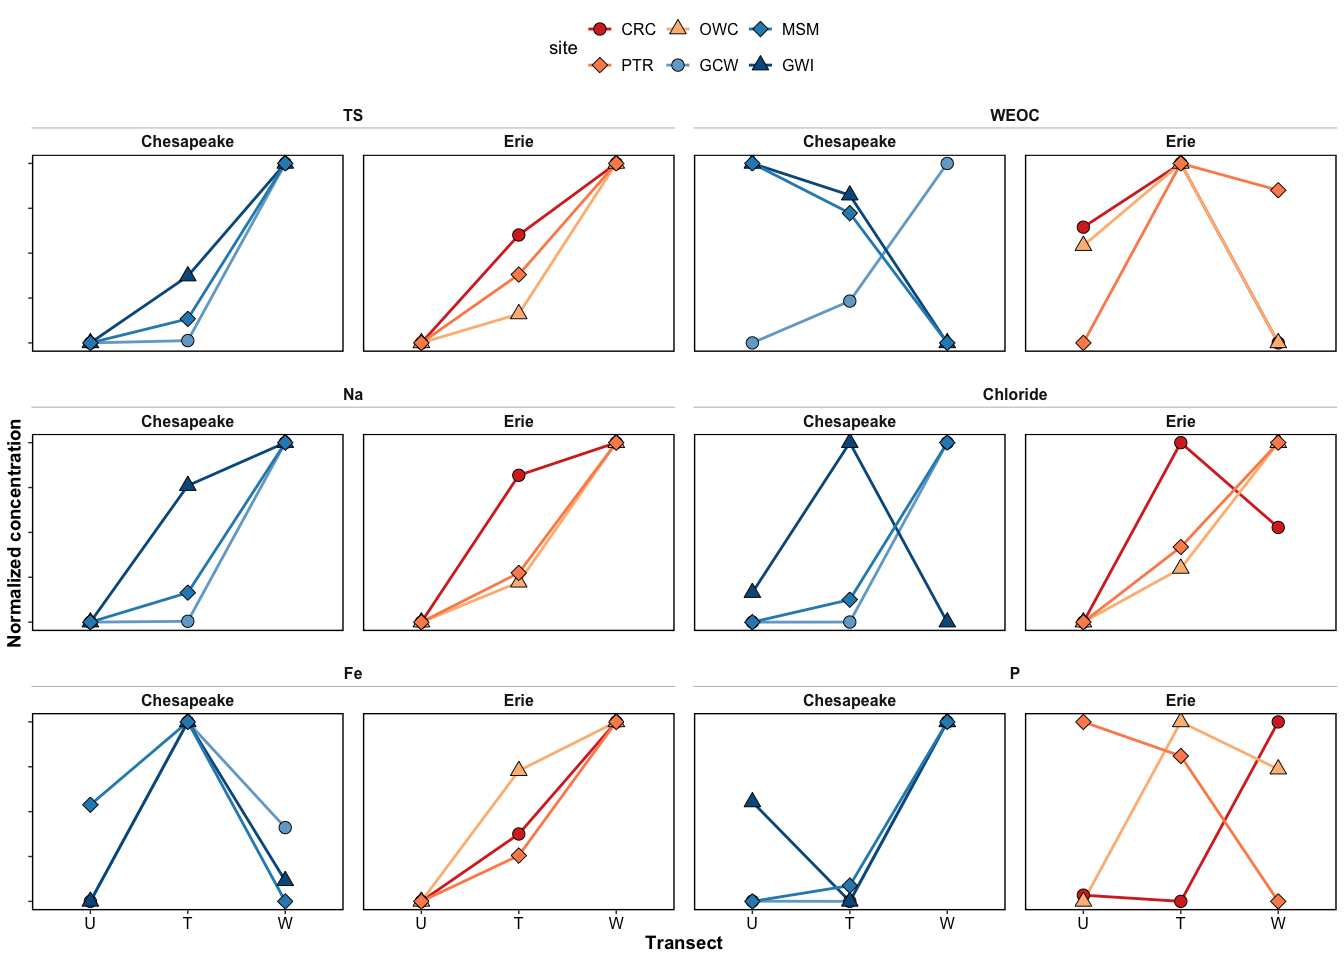 site
CRC OWC MSM
PTR GCW GWI
TS WEOC
Chesapeake Erie Chesapeake Erie
Na Chloride
Chesapeake Erie Chesapeake Erie
Normalized concentration
Fe P
Chesapeake Erie Chesapeake Erie
U T W U T W U T W U T W
Transect